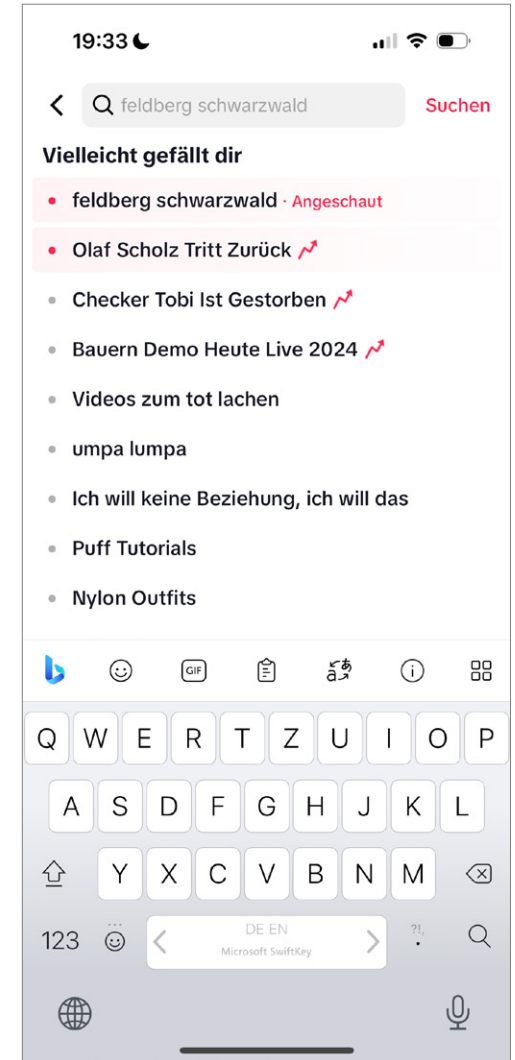 19:33
feldberg schwarzwald
Suchen
Vielleicht gefällt dir
feldberg schwarzwald · Angeschaut
Olaf Scholz Tritt Zurück
Checker Tobi Ist Gestorben
Bauern Demo Heute Live 2024
Videos zum tot lachen
umpa lumpa
Ich will keine Beziehung, ich will das
Puff Tutorials
Nylon Outfits
GIF
Q W E R T Z U I O P
A S D F G H J K L
Y X C V B N M
123
DE EN
Microsoft SwiftKey
?!,
.